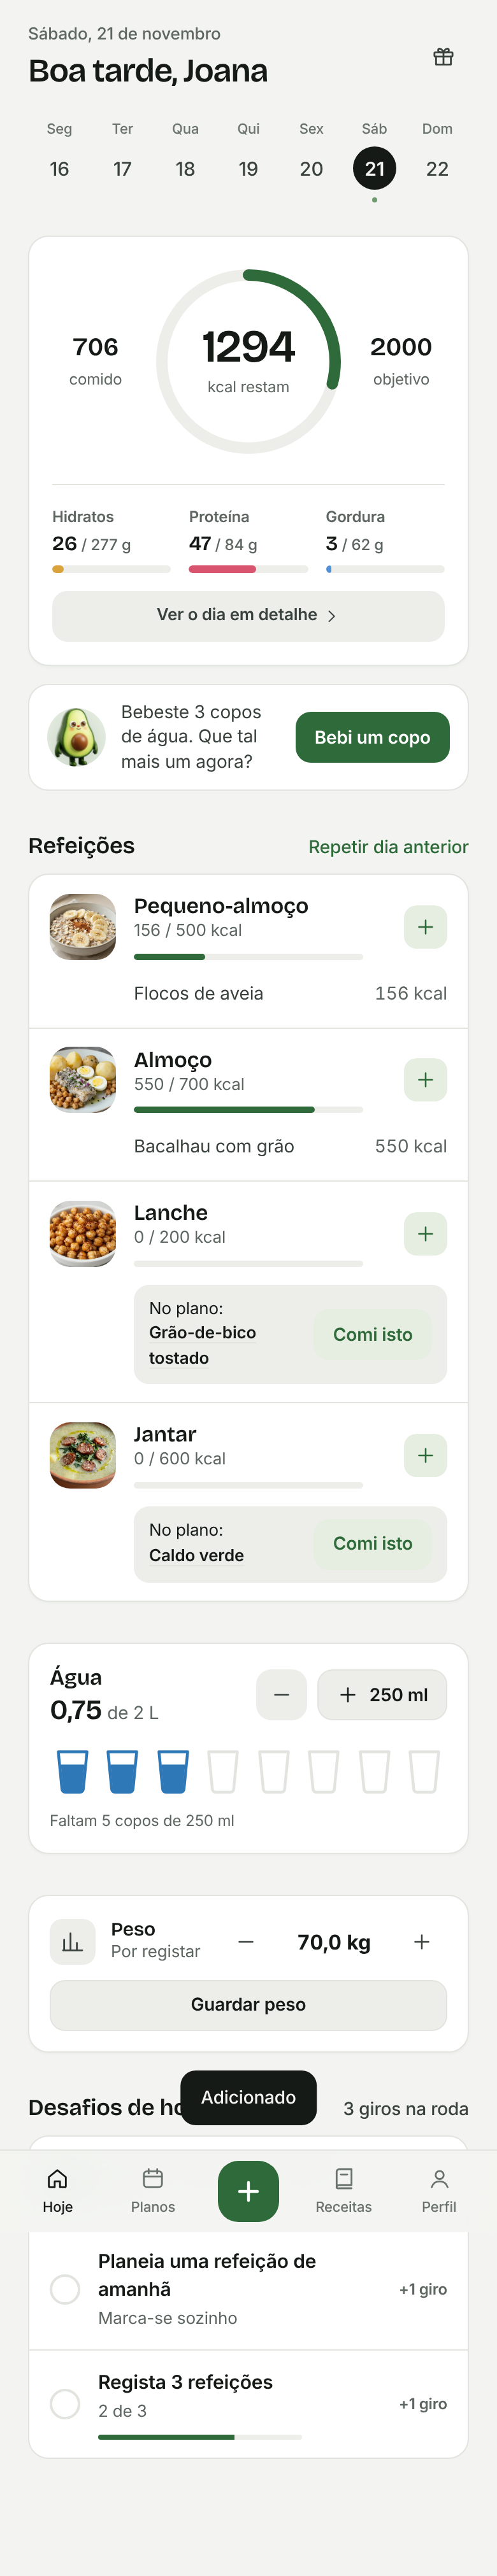 Sábado, 21 de novembro
Boa tarde, Joana
Seg Ter Qua Qui Sex Sáb Dom
16 17 18 19 20 21 22
706
comido
1294
kcal restam
2000
objetivo
Hidratos Proteína Gordura
26 / 277 g 47 / 84 g 3 / 62 g
Ver o dia em detalhe
Bebeste 3 copos
de água. Que tal
mais um agora?
Bebi um copo
Refeições Repetir dia anterior
Pequeno-almoço
156 / 500 kcal
Flocos de aveia 156 kcal
Almoço
550 / 700 kcal
Bacalhau com grão 550 kcal
Lanche
0 / 200 kcal
No plano:
Grão-de-bico
tostado
Comi isto
Jantar
0 / 600 kcal
No plano:
Caldo verde
Comi isto
Água
0,75 de 2 L
250 ml
Faltam 5 copos de 250 ml
Peso
Por registar
70,0 kg
Guardar peso
Desafios de
Adicionado
3 giros na roda
Hoje Planos Receitas Perfil
Planeia uma refeição de
amanhã
Marca-se sozinho
+1 giro
Regista 3 refeições
2 de 3
+1 giro